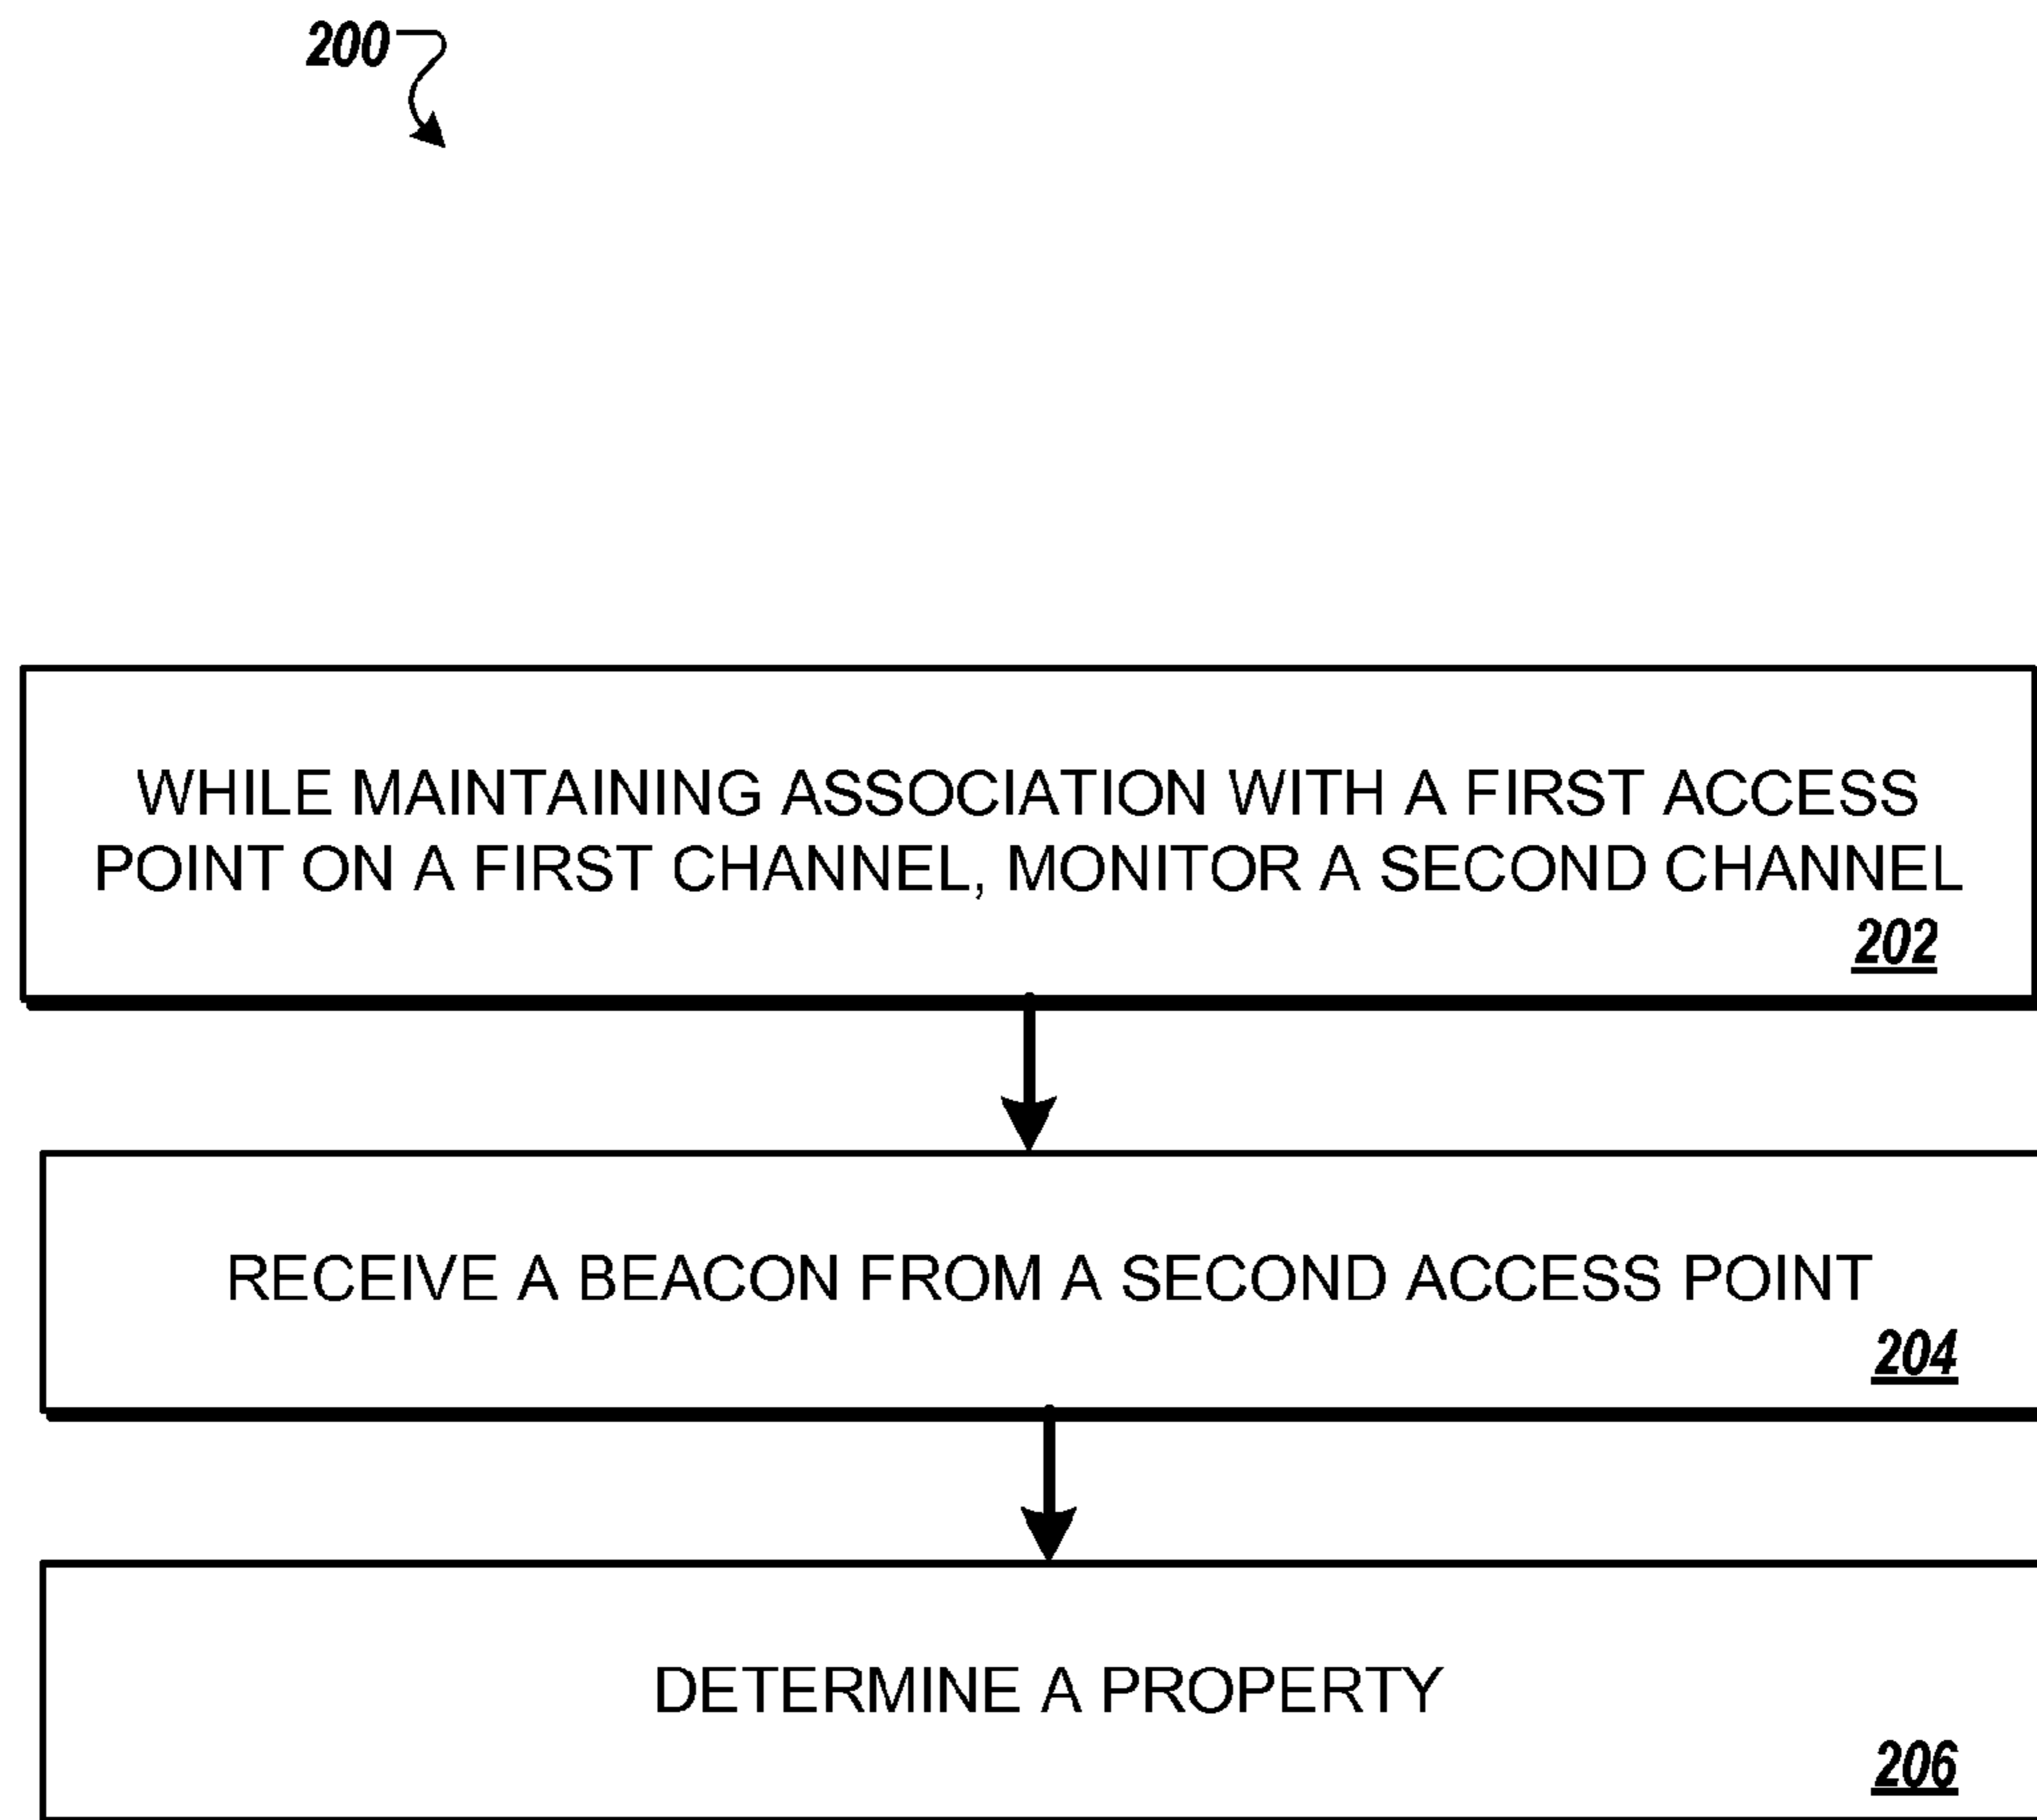 200
WHILE MAINTAINING ASSOCIATION WITH A FIRST ACCESS
POINT ON A FIRST CHANNEL, MONITOR A SECOND CHANNEL
202
RECEIVE A BEACON FROM A SECOND ACCESS POINT
204
DETERMINE A PROPERTY
206